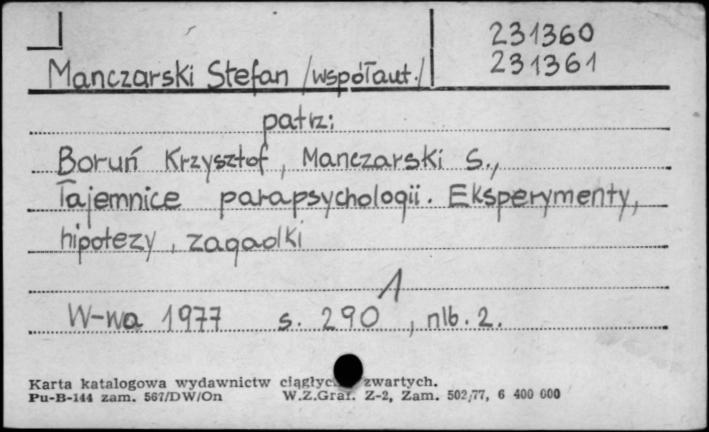 231360
Manczarski Stefan /współaut./ 231361
patrz:
Boruń Krzysztof, Manczarski S.,
Tajemnice parapsychologii. Eksperymenty,
hipotezy, zagadki
1
W-wa 1977 s. 290, nlb. 2.
Karta katalogowa wydawnictw zwartych.
Pu-B-144 zam. 567/DW/On W.Z.Graf. Z-2, Zam. 502/77, 6 400 000